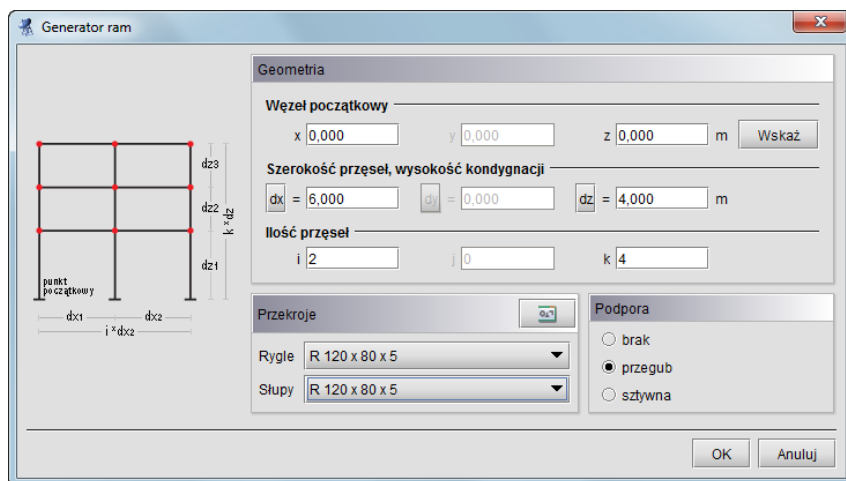 Generator ram
dz3
dz2
k x dz
dz1
punkt
początkowy
dx1 dx2
i x dx2
Geometria
Węzeł początkowy
x 0,000 y 0,000 z 0,000 m Wskaż
Szerokość przęseł, wysokość kondygnacji
dx = 6,000 dy = 0,000 dz = 4,000 m
Ilość przęseł
i 2 j 0 k 4
Przekroje
Rygle R 120 x 80 x 5
Słupy R 120 x 80 x 5
Podpora
brak
przegub
sztywna
OK Anuluj